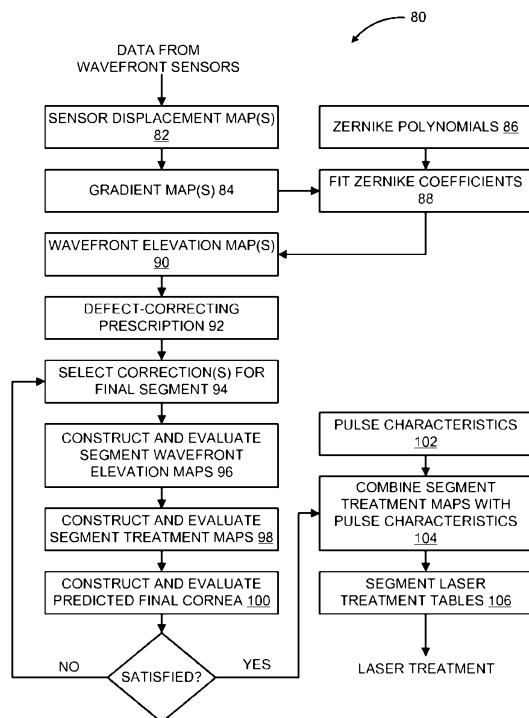 80
DATA FROM
WAVEFRONT SENSORS
SENSOR DISPLACEMENT MAP(S)
82
ZERNIKE POLYNOMIALS 86
GRADIENT MAP(S) 84
FIT ZERNIKE COEFFICIENTS
88
WAVEFRONT ELEVATION MAP(S)
90
DEFECT-CORRECTING
PRESCRIPTION 92
SELECT CORRECTION(S) FOR
FINAL SEGMENT 94
CONSTRUCT AND EVALUATE
SEGMENT WAVEFRONT
ELEVATION MAPS 96
CONSTRUCT AND EVALUATE
SEGMENT TREATMENT MAPS 98
CONSTRUCT AND EVALUATE
PREDICTED FINAL CORNEA 100
NO
SATISFIED?
YES
PULSE CHARACTERISTICS
102
COMBINE SEGMENT
TREATMENT MAPS WITH
PULSE CHARACTERISTICS
104
SEGMENT LASER
TREATMENT TABLES 106
LASER TREATMENT